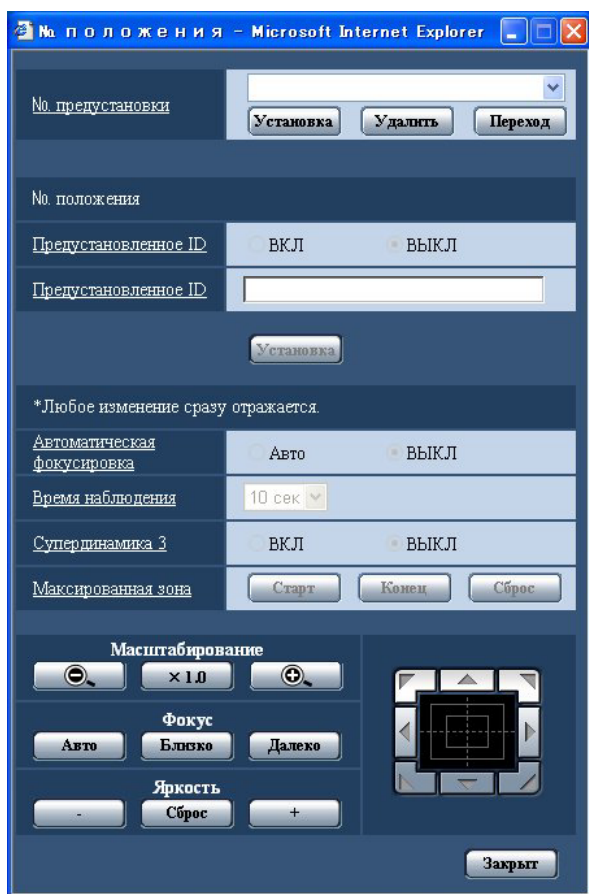 № положения - Microsoft Internet Explorer
№. предустановки
Установка Удалить Переход
№. положения
Предустановленное ID ВКЛ ВЫКЛ
Предустановленное ID
Установка
*Любое изменение сразу отражается.
Автоматическая
фокусировка
Авто ВЫКЛ
Время наблюдения 10 сек
Супердинамика 3 ВКЛ ВЫКЛ
Максированная зона Старт Конец Сброс
Масштабирование
×1.0
Фокус
Авто Близко Далеко
Яркость
- Сброс +
Закрыт